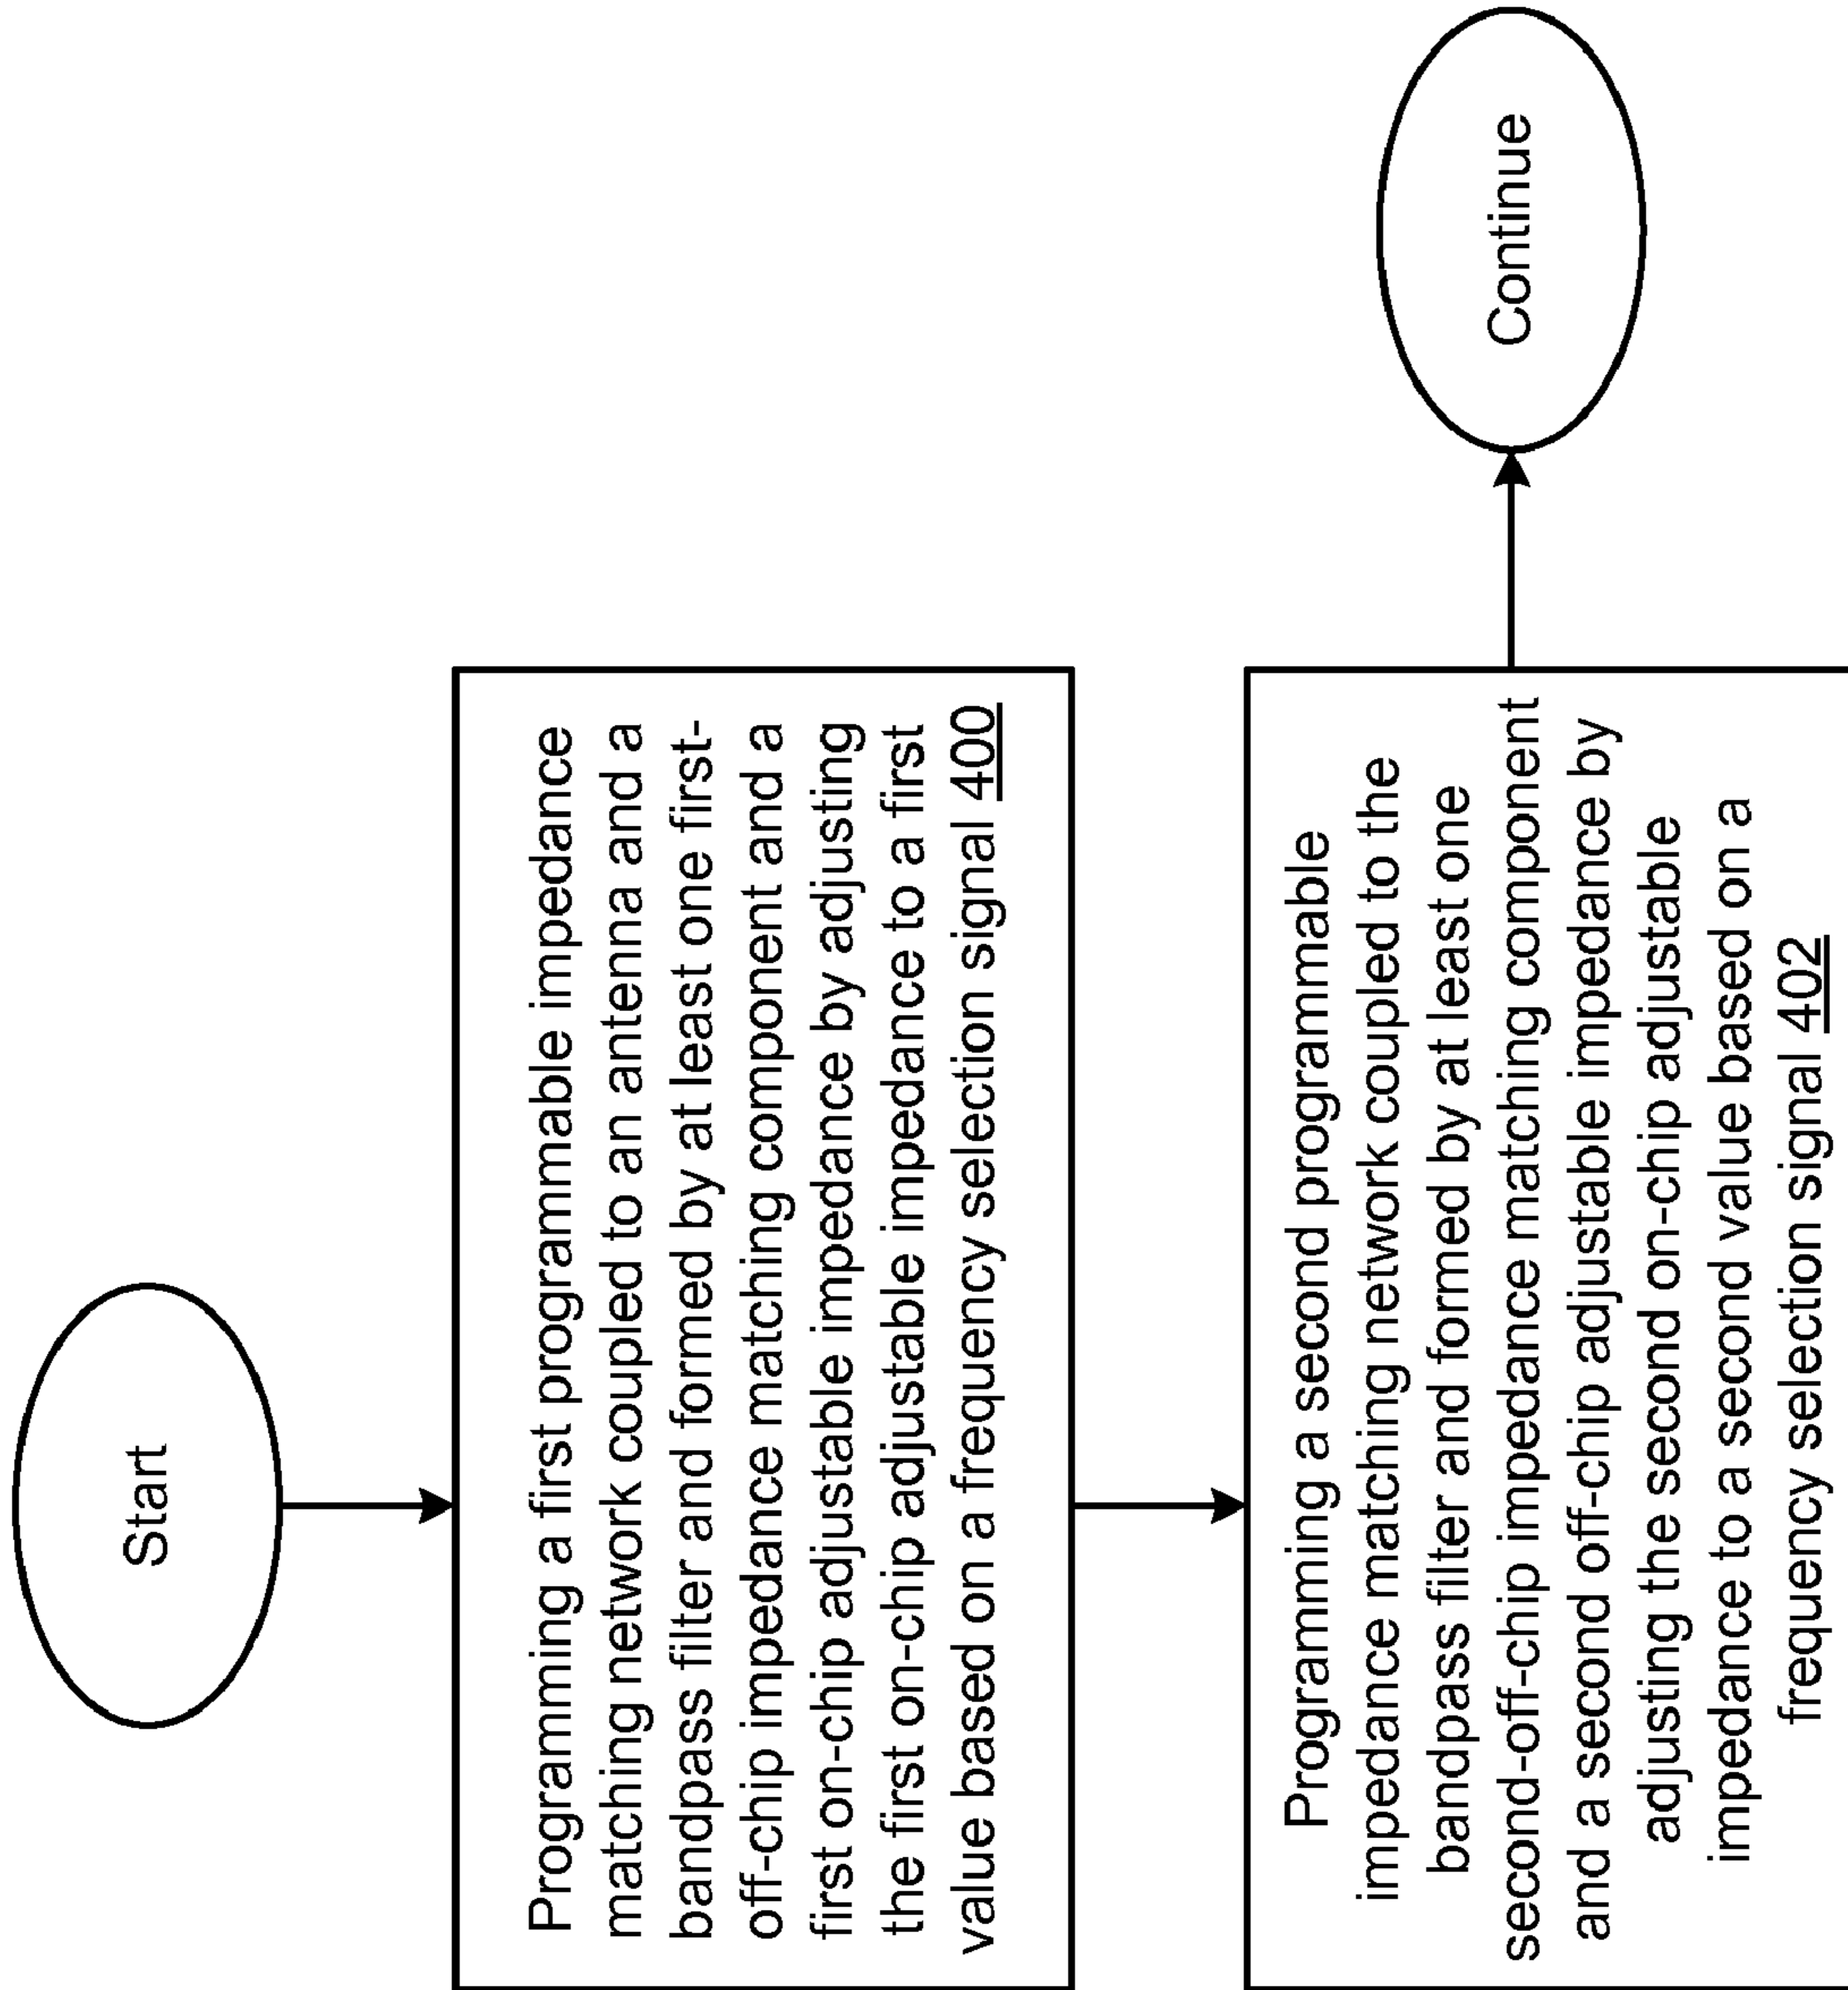 Start
Programming a first programmable impedance
matching network coupled to an antenna and a
bandpass filter and formed by at least one first-
off-chip impedance matching component and a
first on-chip adjustable impedance by adjusting
the first on-chip adjustable impedance to a first
value based on a frequency selection signal 400
Programming a second programmable
impedance matching network coupled to the
bandpass filter and formed by at least one
second-off-chip impedance matching component
and a second off-chip adjustable impedance by
adjusting the second on-chip adjustable
impedance to a second value based on a
frequency selection signal 402
Continue